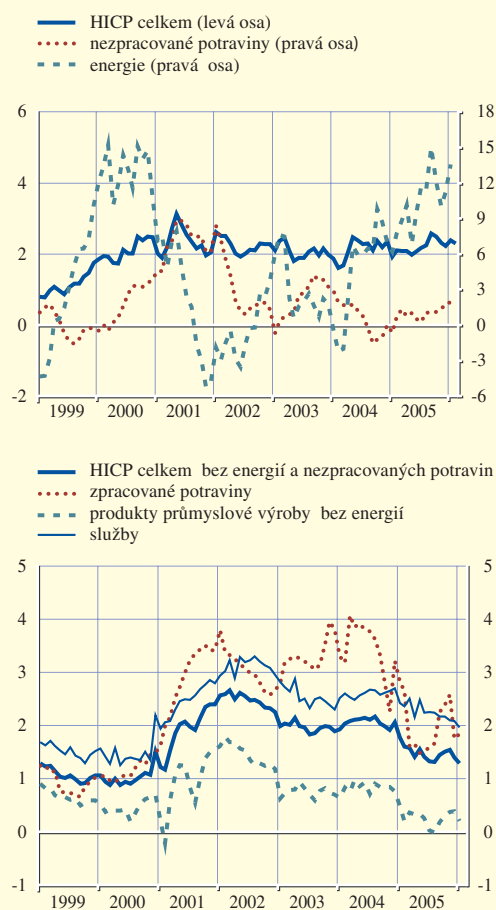 HICP celkem (levá osa)
nezpracované potraviny (pravá osa)
energie (pravá osa)
6 18
15
4 12
9
2 6
3
0 0
-3
-2 -6
1999 2000 2001 2002 2003 2004 2005
HICP celkem bez energií a nezpracovaných potravin
zpracované potraviny
produkty průmyslové výroby bez energií
služby
5 5
4 4
3 3
2 2
1 1
0 0
-1 -1
1999 2000 2001 2002 2003 2004 2005